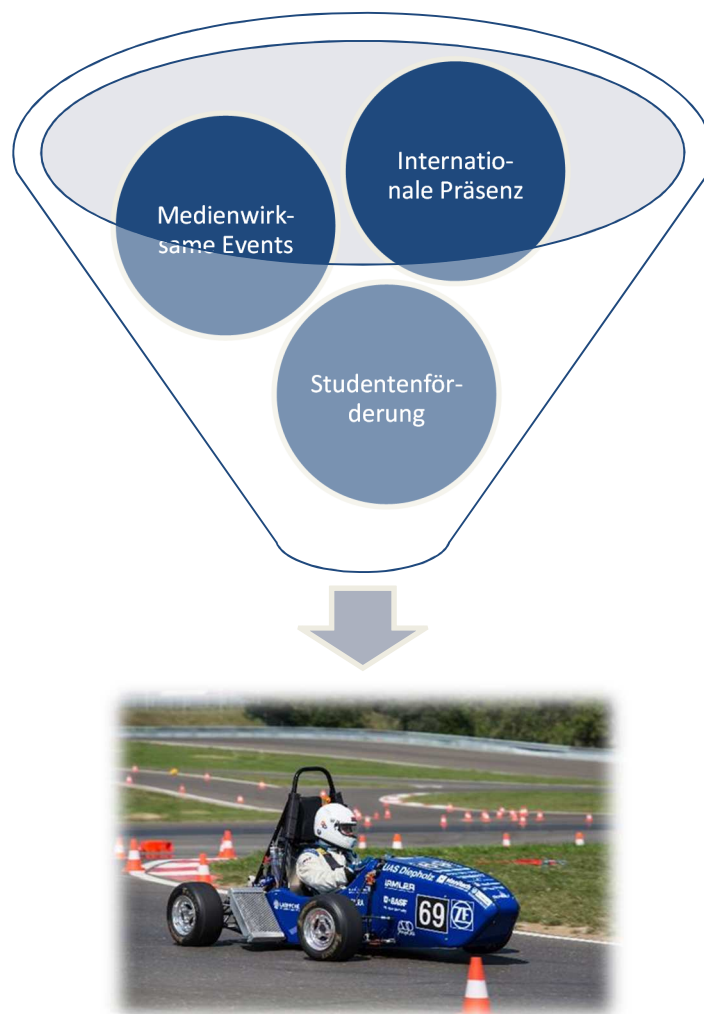 Internatio-
nale Präsenz
Medienwirk-
same Events
Studentenför-
derung
UAS Diepholz
BASF
69
ZF